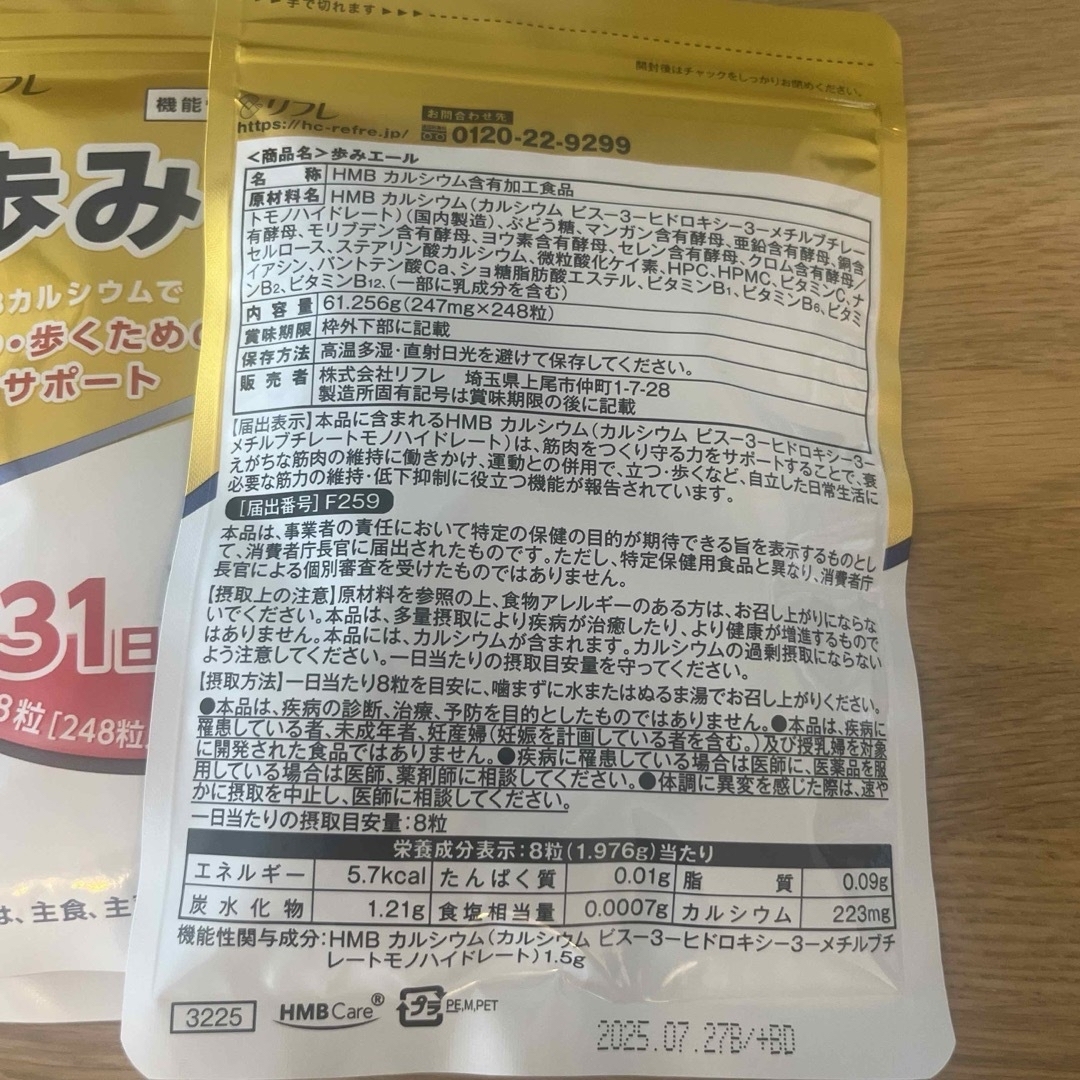 手で切れます
開封後はチャックをしっかりお閉めください。
リフレ
https://hc-refre.jp/
お問合わせ先
0120-22-9299
<商品名>歩みエール
名称 HMB カルシウム含有加工食品
原材料名 HMB カルシウム(カルシウム ビス-3-ヒドロキシ-3-メチルブチレー
トモノハイドレート)(国内製造)、ぶどう糖、マンガン含有酵母、亜鉛含有酵母、銅含
有酵母、モリブデン含有酵母、ヨウ素含有酵母、セレン含有酵母、クロム含有酵母/
セルロース、ステアリン酸カルシウム、微粒酸化ケイ素、HPC、HPMC、ビタミンC、ナ
イアシン、パントテン酸Ca、ショ糖脂肪酸エステル、ビタミンB1、ビタミンB6、ビタミ
ンB2、ビタミンB12、(一部に乳成分を含む)
内容量 61.256g(247mg×248粒)
賞味期限 枠外下部に記載
保存方法 高温多湿・直射日光を避けて保存してください。
販売者 株式会社リフレ 埼玉県上尾市仲町1-7-28
製造所固有記号は賞味期限の後に記載
【届出表示】本品に含まれるHMB カルシウム(カルシウム ビス-3-ヒドロキシ-3-
メチルブチレートモノハイドレート)は、筋肉をつくり守る力をサポートすることで、衰
えがちな筋肉の維持に働きかけ、運動との併用で、立つ・歩くなど、自立した日常生活に
必要な筋力の維持・低下抑制に役立つ機能が報告されています。
[届出番号]F259
本品は、事業者の責任において特定の保健の目的が期待できる旨を表示するものとし
て、消費者庁長官に届出されたものです。ただし、特定保健用食品と異なり、消費者庁
長官による個別審査を受けたものではありません。
【摂取上の注意】原材料を参照の上、食物アレルギーのある方は、お召し上がりにならな
いでください。本品は、多量摂取により疾病が治癒したり、より健康が増進するもので
はありません。本品には、カルシウムが含まれます。カルシウムの過剰摂取にならない
よう注意してください。一日当たりの摂取目安量を守ってください。
【摂取方法】一日当たり8粒を目安に、噛まずに水またはぬるま湯でお召し上がりください。
●本品は、疾病の診断、治療、予防を目的としたものではありません。●本品は、疾病に
罹患している者、未成年者、妊産婦(妊娠を計画している者を含む。)及び授乳婦を対象
に開発された食品ではありません。●疾病に罹患している場合は医師に、医薬品を服
用している場合は医師、薬剤師に相談してください。●体調に異変を感じた際は、速や
かに摂取を中止し、医師に相談してください。
一日当たりの摂取目安量:8粒
栄養成分表示:8粒(1.976g)当たり
エネルギー 5.7kcal たんぱく質 0.01g 脂質 0.09g
炭水化物 1.21g 食塩相当量 0.0007g カルシウム 223mg
機能性関与成分:HMB カルシウム(カルシウム ビス-3-ヒドロキシ-3-メチルブチ
レートモノハイドレート)1.5g
3225
HMB Care®
プラ
PE,M,PET
2025.07.27B/+BD
フレ
機能
歩み
カルシウムで
・歩くための
サポート
31日
8粒[248粒
は、主食、主